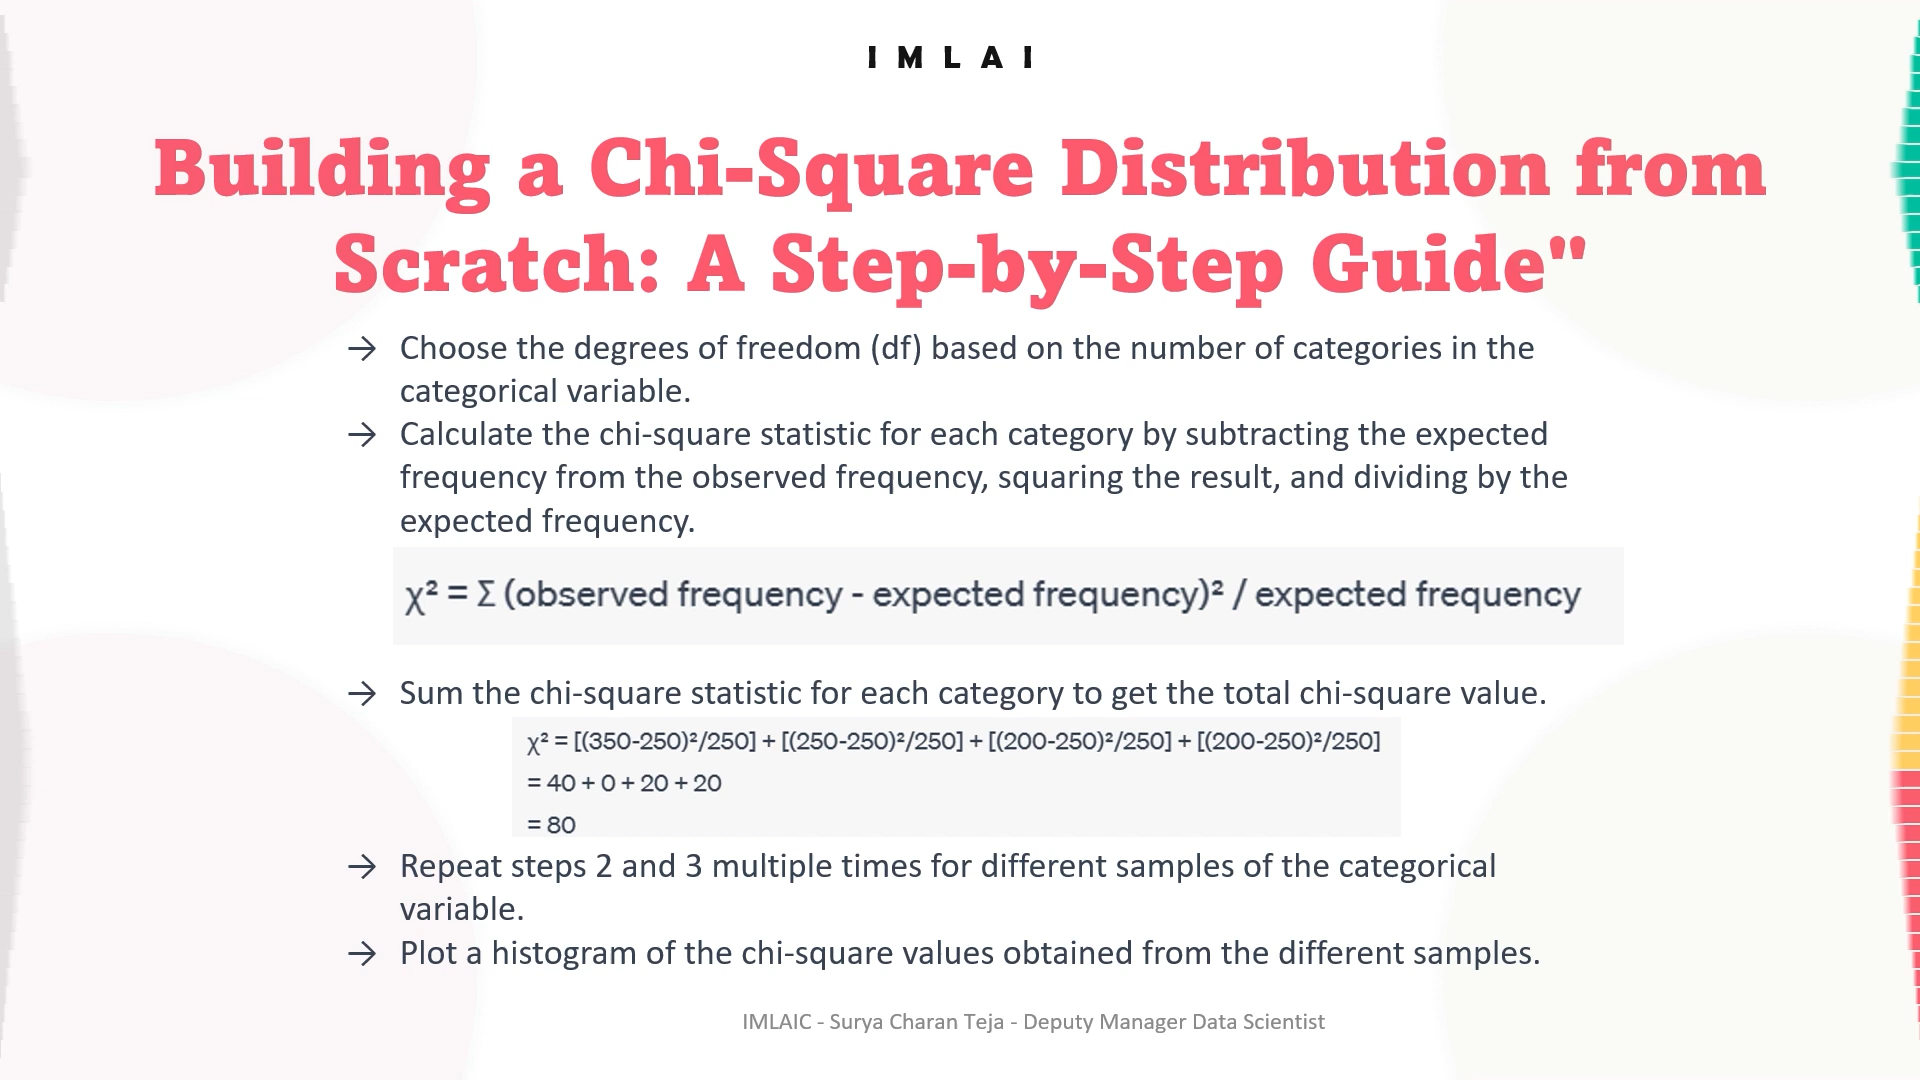 IMLAI
Building a Chi-Square Distribution from
Scratch: A Step-by-Step Guide"
→ Choose the degrees of freedom (df) based on the number of categories in the
categorical variable.
→ Calculate the chi-square statistic for each category by subtracting the expected
frequency from the observed frequency, squaring the result, and dividing by the
expected frequency.
χ² = Σ (observed frequency - expected frequency)² / expected frequency
→ Sum the chi-square statistic for each category to get the total chi-square value.
χ² = [(350-250)²/250] + [(250-250)²/250] + [(200-250)²/250] + [(200-250)²/250]
= 40 + 0 + 20 + 20
= 80
→ Repeat steps 2 and 3 multiple times for different samples of the categorical
variable.
→ Plot a histogram of the chi-square values obtained from the different samples.
IMLAIC - Surya Charan Teja - Deputy Manager Data Scientist